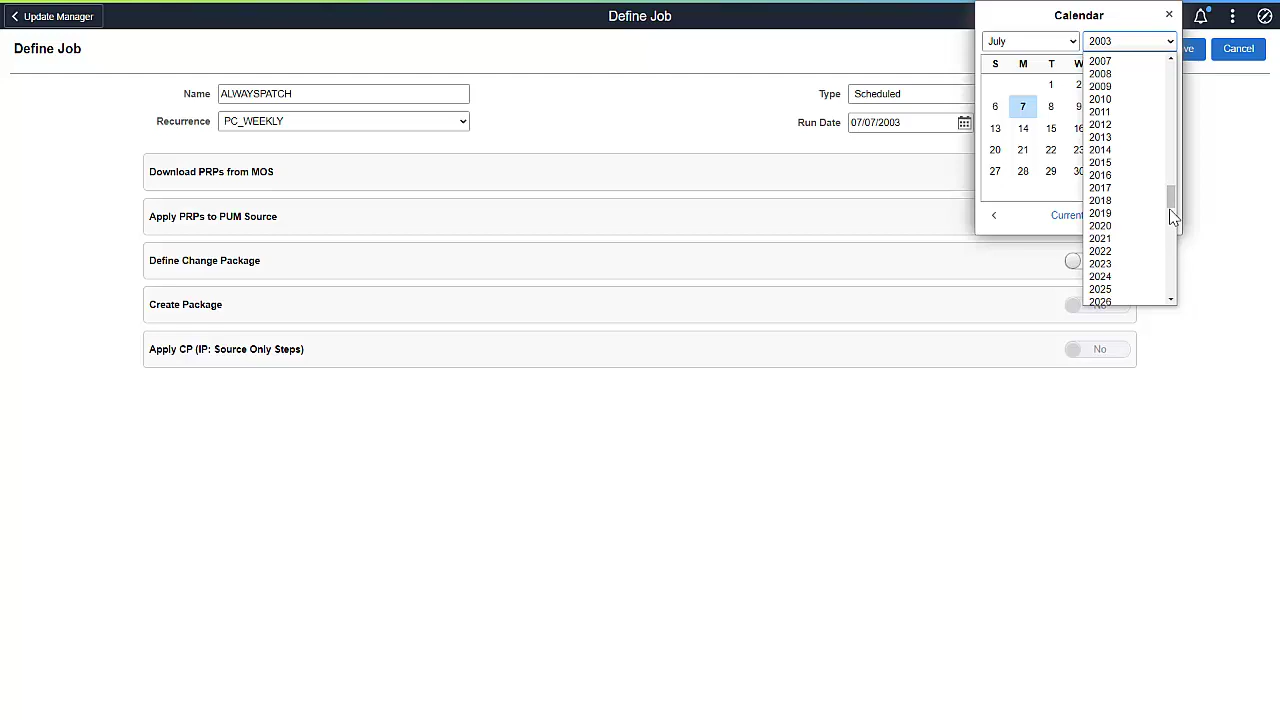 Update Manager
Define Job
Define Job
Cancel
Name ALWAYSPATCH
Type Scheduled
Recurrence PC_WEEKLY
Run Date 07/07/2003
Download PRPs from MOS
Apply PRPs to PUM Source
Define Change Package
Create Package
Apply CP (IP: Source Only Steps) No
Calendar
July 2003
S M T
1 2
6 7 8 9
13 14 15
20 21 22 23
27 28 29 30
Current
2007
2008
2009
2010
2011
2012
2013
2014
2015
2016
2017
2018
2019
2020
2021
2022
2023
2024
2025
2026